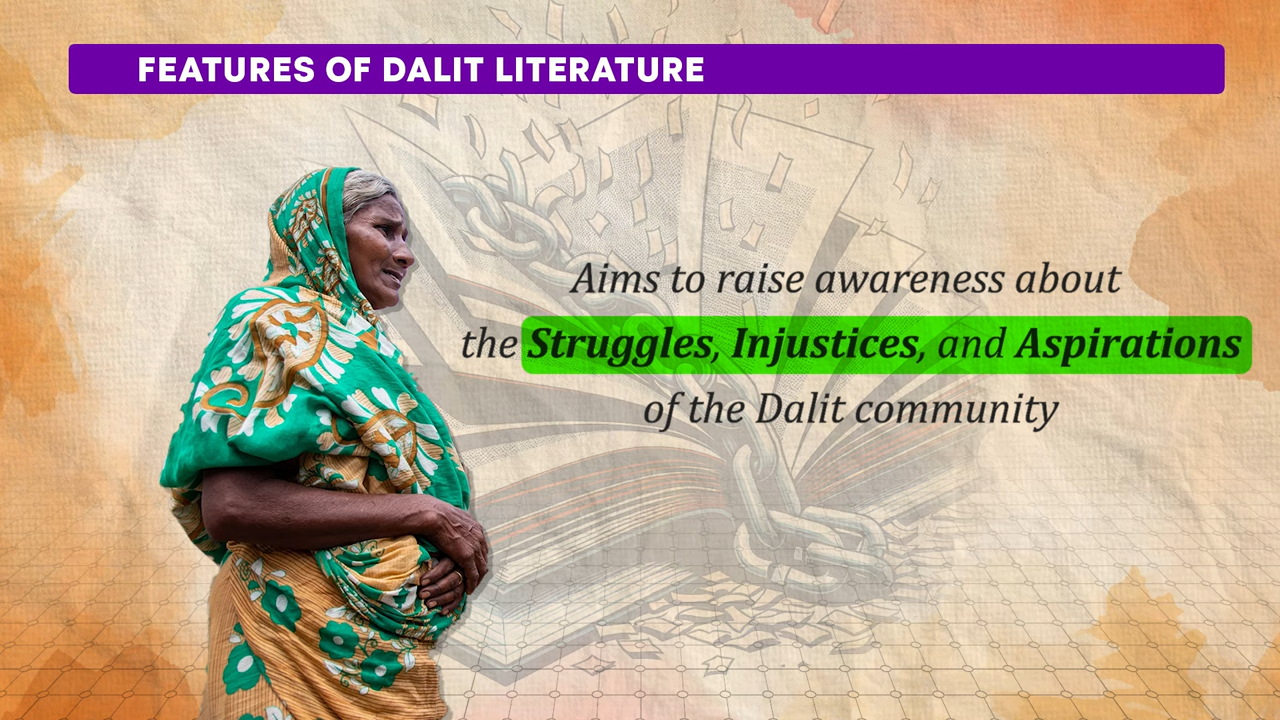 FEATURES OF DALIT LITERATURE
Aims to raise awareness about
the Struggles, Injustices, and Aspirations
of the Dalit community